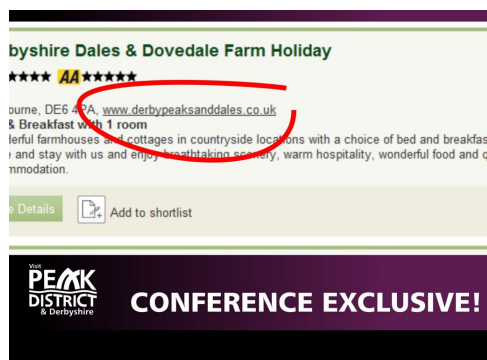 byshire Dales & Dovedale Farm Holiday
★★★★ AA★★★★★
ourne, DE6 4PA, www.derbypeaksanddales.co.uk
& Breakfast with 1 room
derful farmhouses and cottages in countryside locations with a choice of bed and breakfas
e and stay with us and enjoy breathtaking scenery, warm hospitality, wonderful food and q
mmodation.
e Details
Add to shortlist
Visit
PEAK
DISTRICT
& Derbyshire
CONFERENCE EXCLUSIVE!